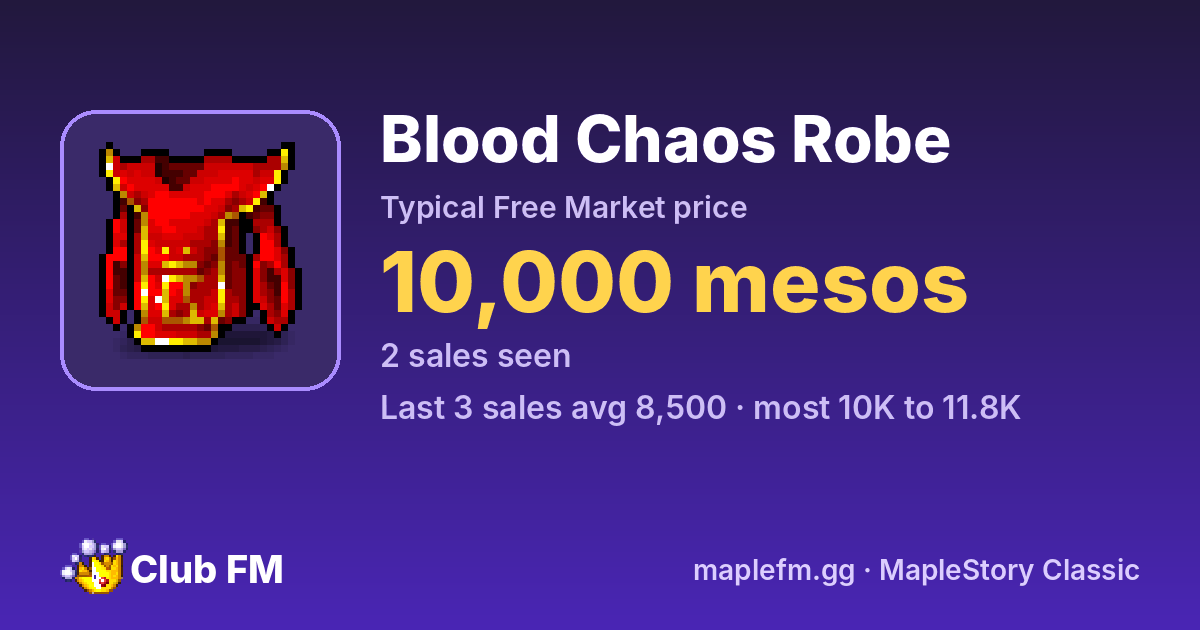 Blood Chaos Robe
Typical Free Market price
10,000 mesos
2 sales seen
Last 3 sales avg 8,500 · most 10K to 11.8K
Club FM
maplefm.gg · MapleStory Classic